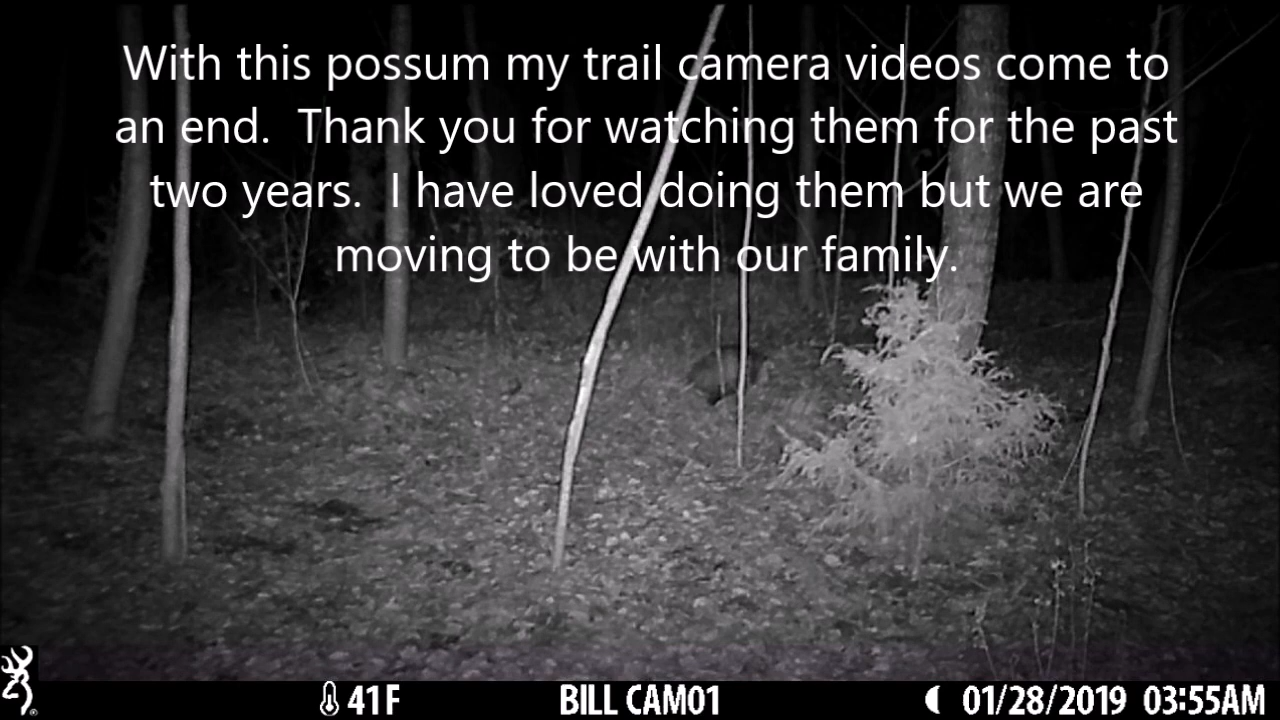 With this possum my trail camera videos come to
an end.  Thank you for watching them for the past
two years.  I have loved doing them but we are
moving to be with our family.
41F BILL CAM01 01/28/2019 03:55AM